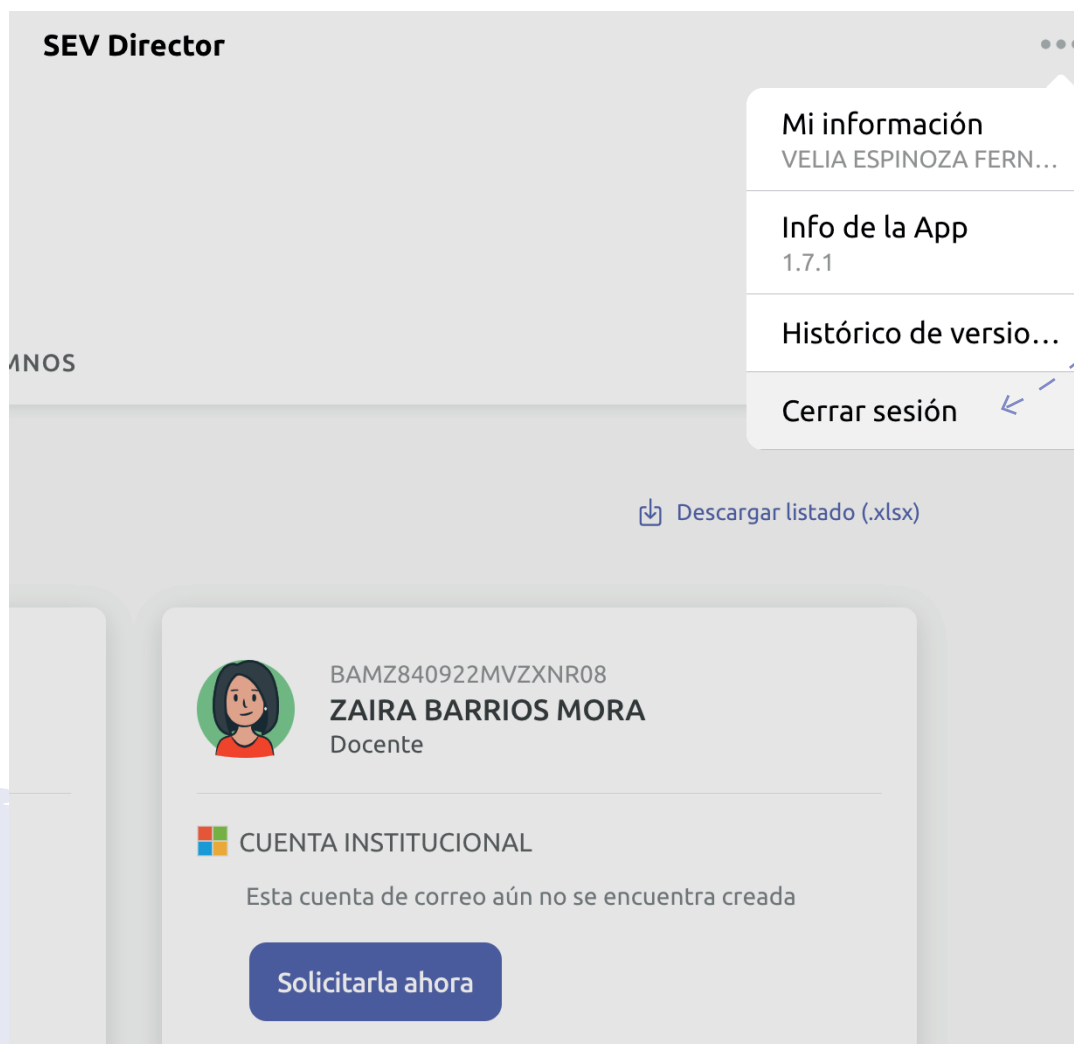 SEV Director
Mi información
VELIA ESPINOZA FERN...
Info de la App
1.7.1
Histórico de versio...
MNOS
Cerrar sesión
Descargar listado (.xlsx)
BAMZ840922MVZXNR08
ZAIRA BARRIOS MORA
Docente
CUENTA INSTITUCIONAL
Esta cuenta de correo aún no se encuentra creada
Solicitarla ahora